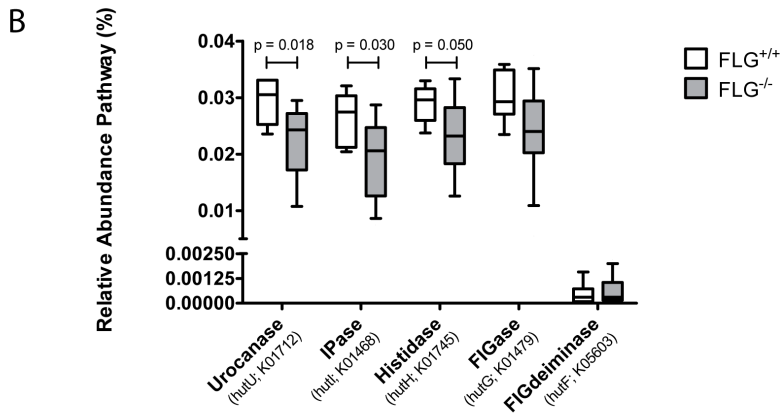 B
Relative Abundance Pathway (%)
0.04
0.03
0.02
0.01
0.00250
0.00125
0.00000
p = 0.018
p = 0.030
p = 0.050
FLG+/+
FLG-/-
Urocanase
(hutU; K01712)
IPase
(hutI; K01468)
Histidase
(hutH; K01745)
FIGase
(hutG; K01479)
FIGdeiminase
(hutF; K05603)